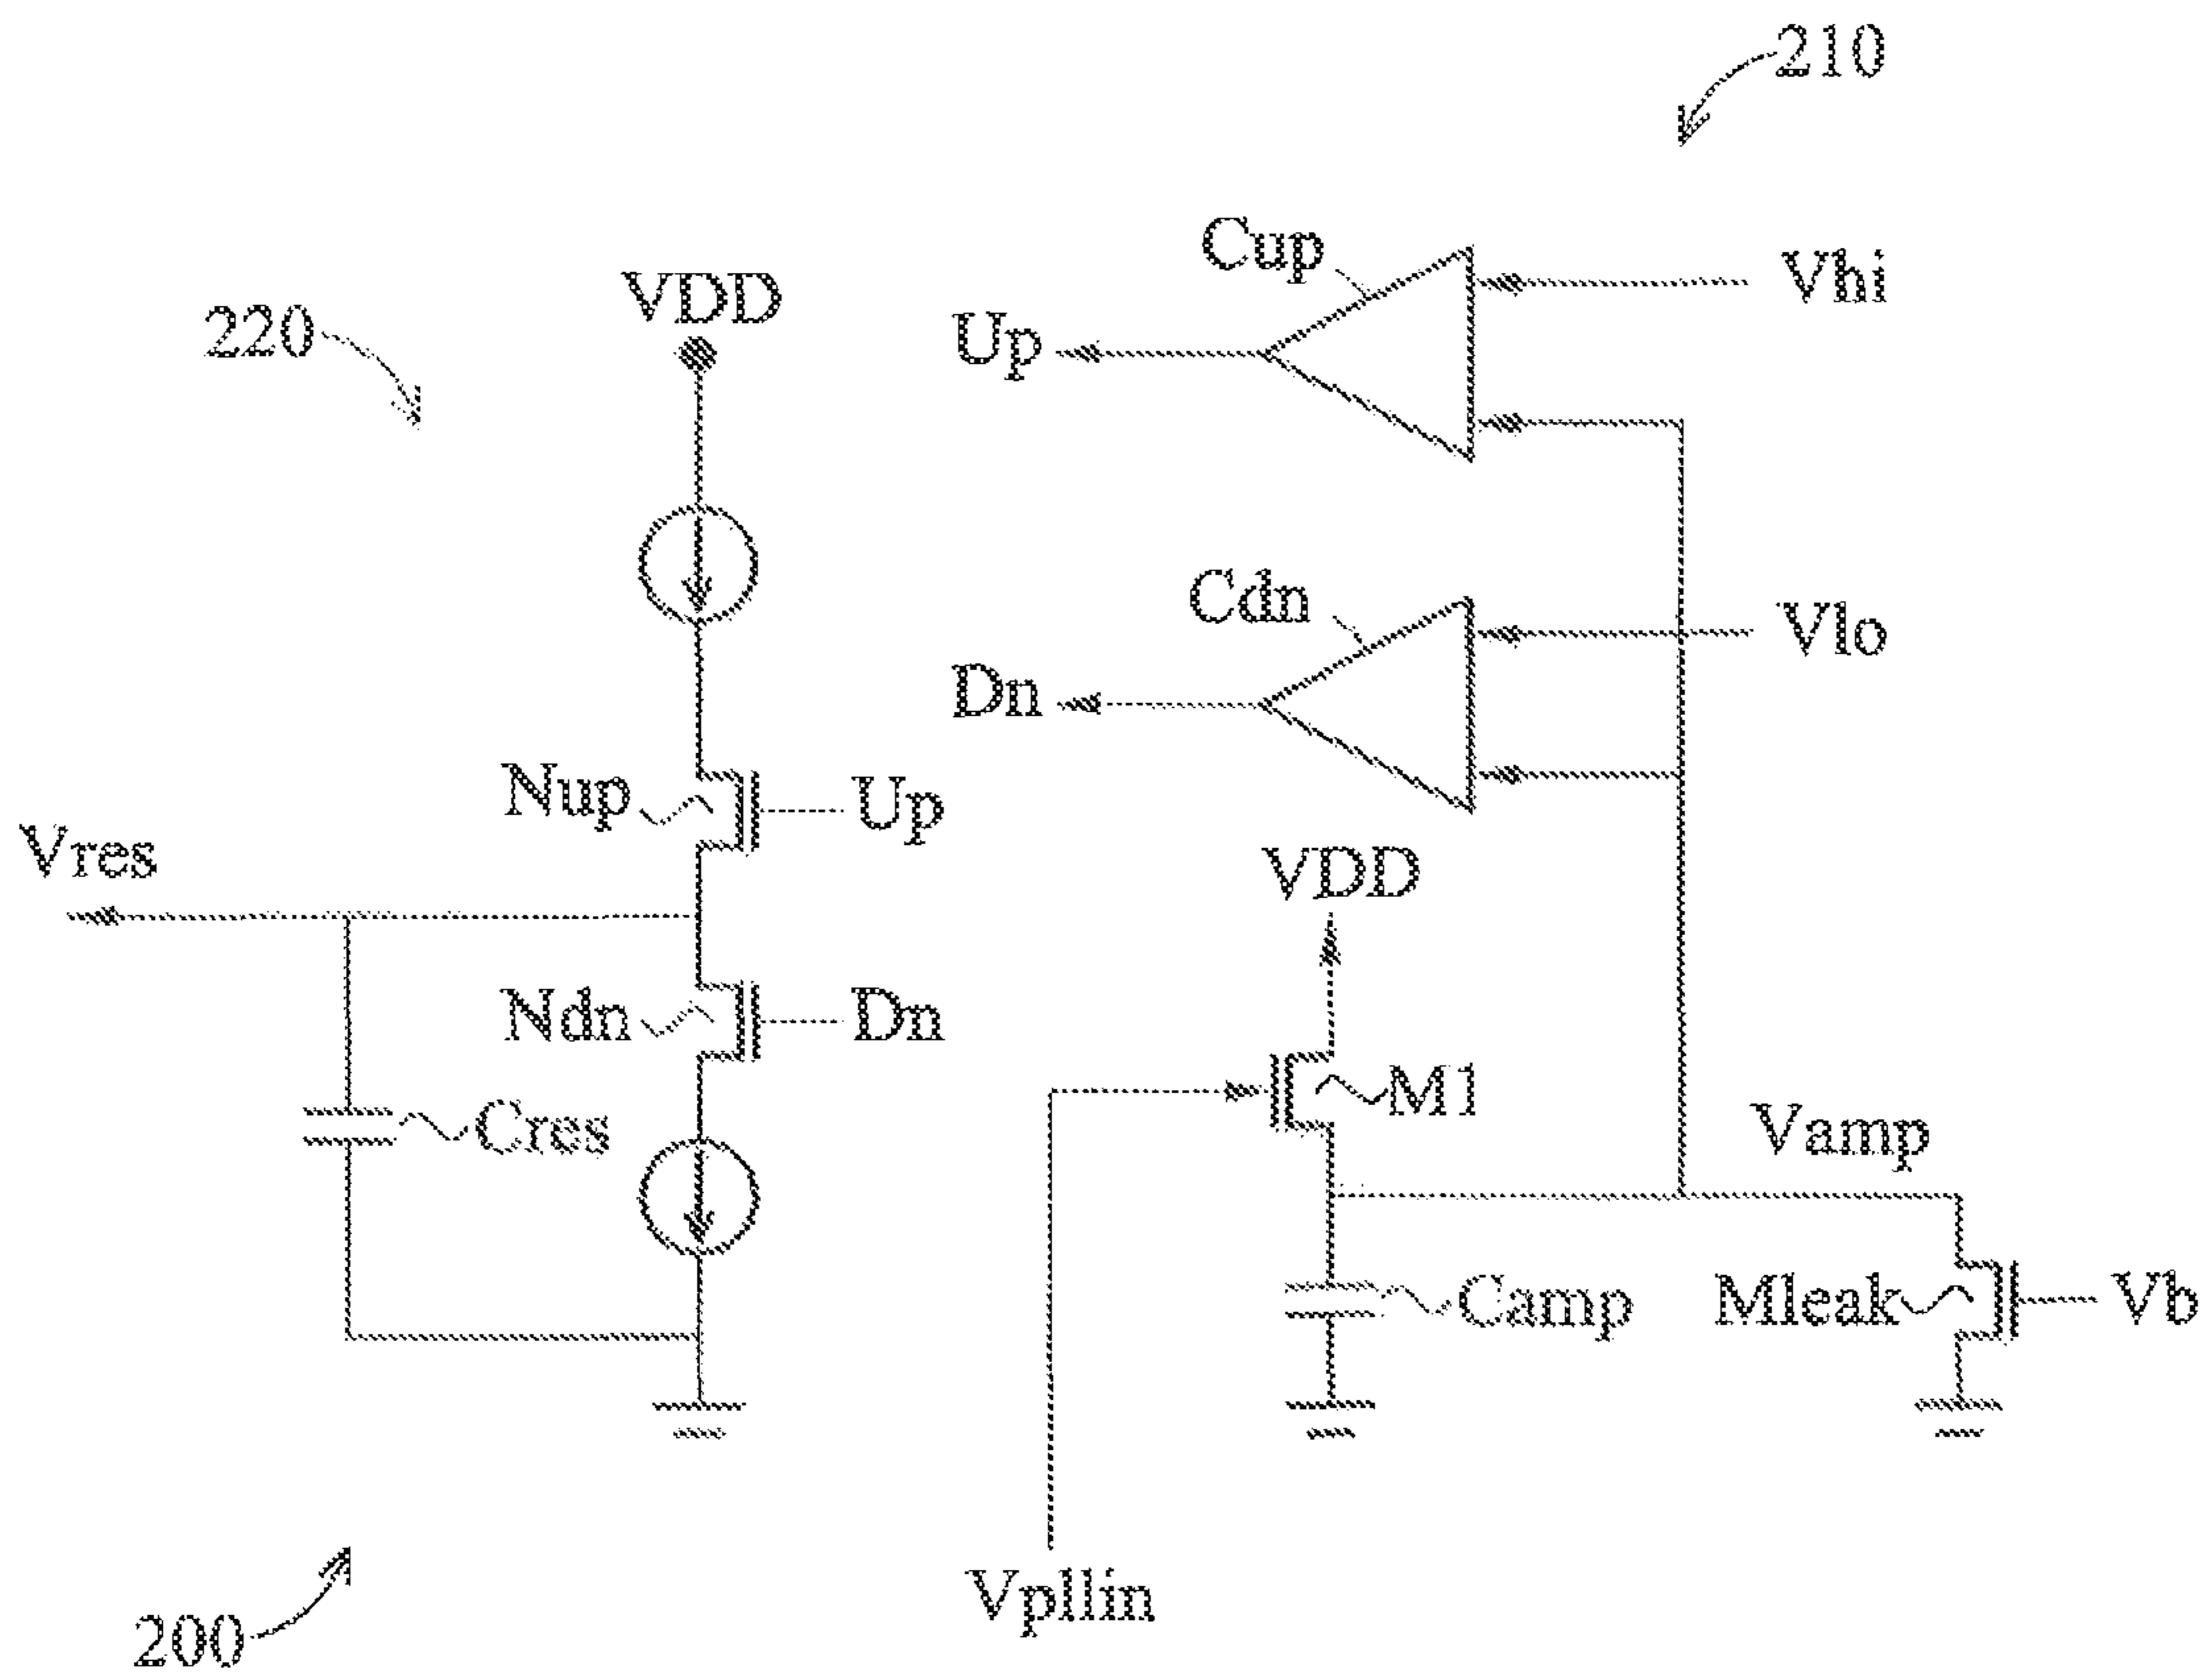 210
Cup
Vhi
VDD
220
Up
Cdn
Vlo
Dn
Nup
Up
Vres
VDD
Ndn
Dn
M1
Cres
Vamp
Camp
Mleak
Vb
Vpllin
200